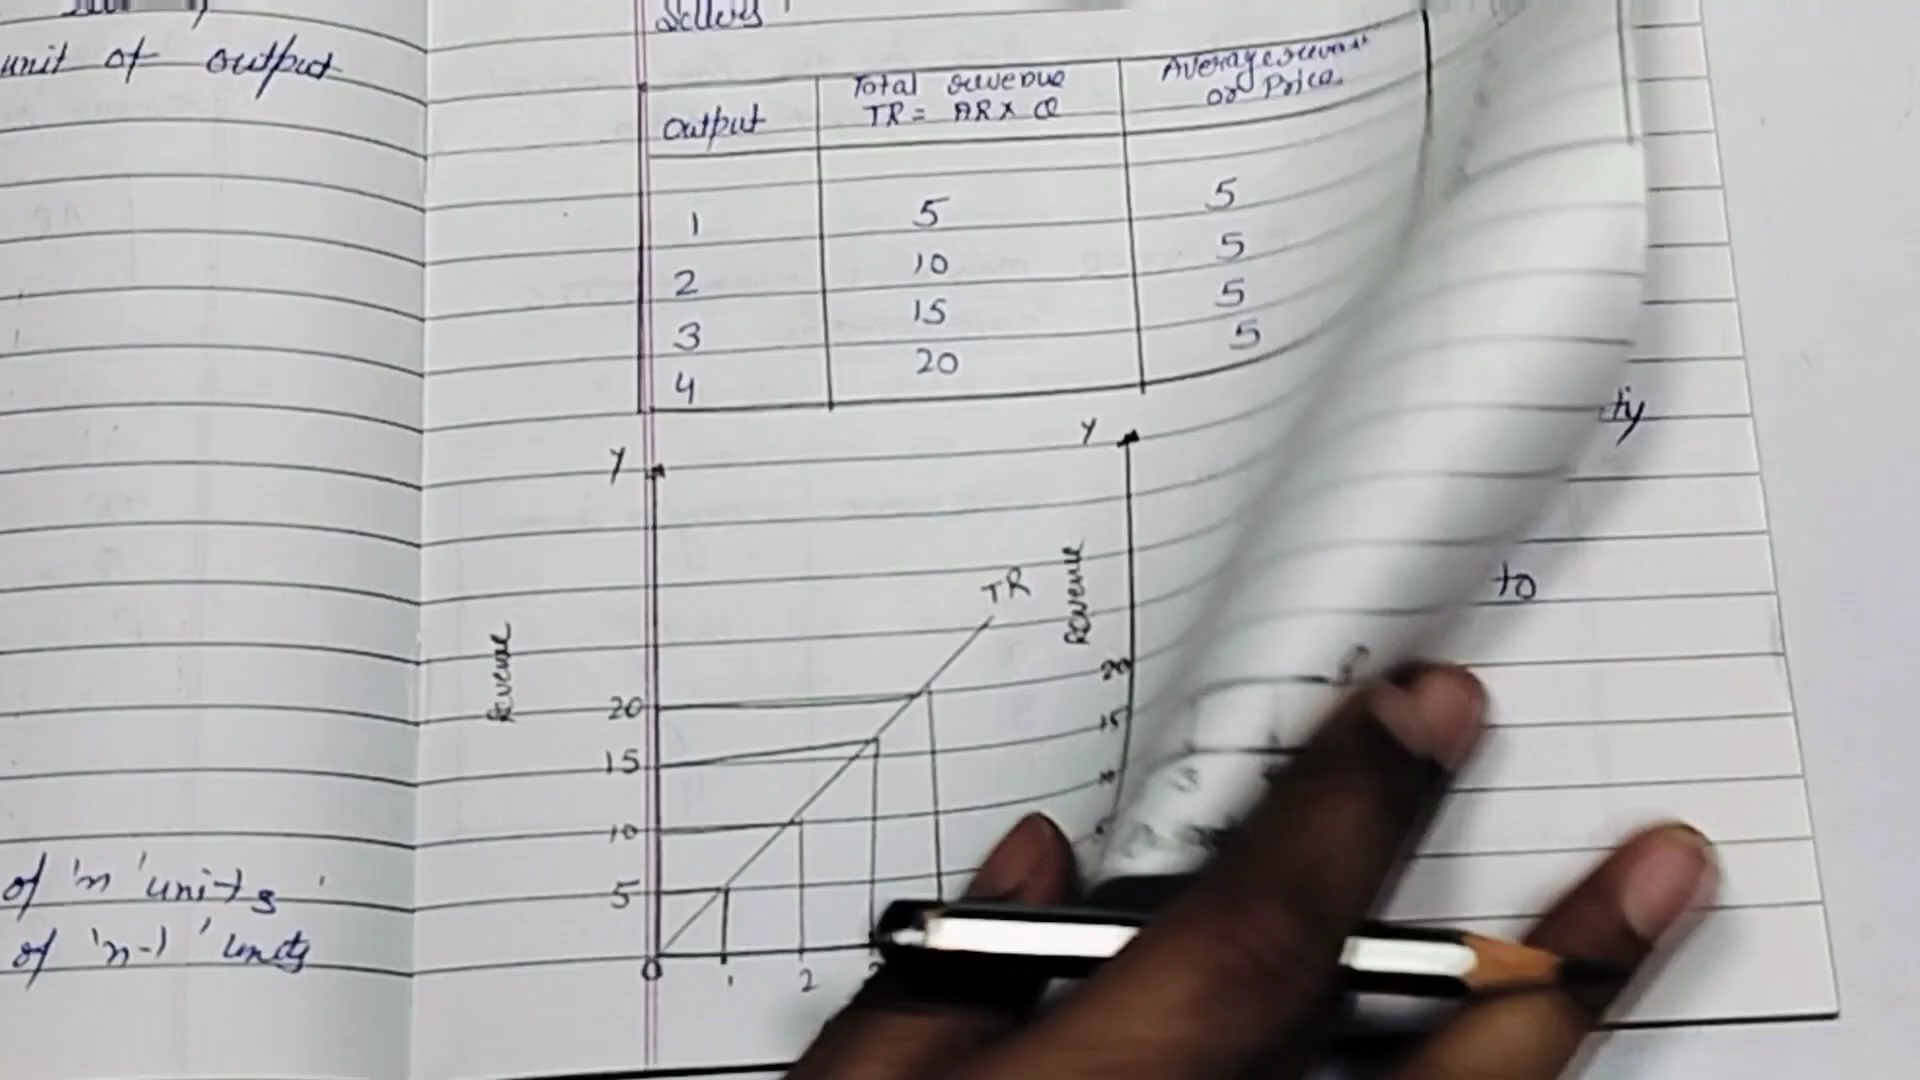 unit of output
of 'n' units
of 'n-1' units
Sellers
Output
Total revenue
TR = AR X Q
Average revenue
or Price.
1 5 5
2 10 5
3 15 5
4 20 5
Y
Revenue
TR
20
15
10
5
0 1 2
Y
Revenue
20
15
ty
to